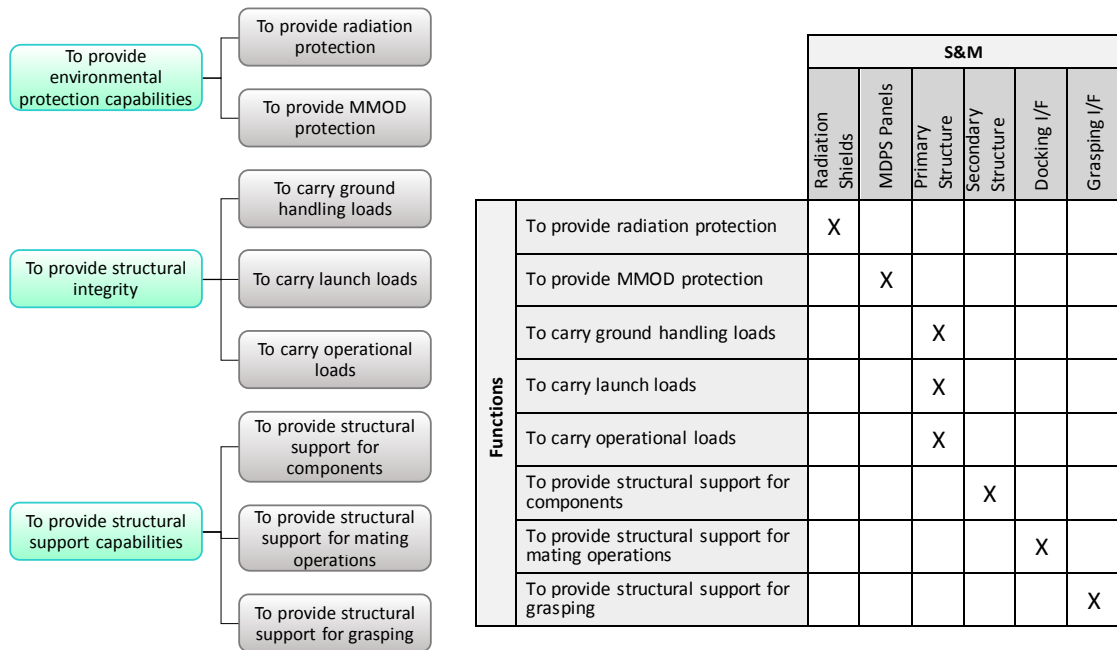 To provide
environmental
protection capabilities
To provide radiation
protection
To provide MMOD
protection
To provide structural
integrity
To carry ground
handling loads
To carry launch loads
To carry operational
loads
To provide structural
support capabilities
To provide structural
support for
components
To provide structural
support for mating
operations
To provide structural
support for grasping
S&M
Radiation
Shields
MDPS Panels
Primary
Structure
Secondary
Structure
Docking I/F
Grasping I/F
Functions
To provide radiation protection
X
To provide MMOD protection
X
To carry ground handling loads
X
To carry launch loads
X
To carry operational loads
X
To provide structural support for
components
X
To provide structural support for
mating operations
X
To provide structural support for
grasping
X